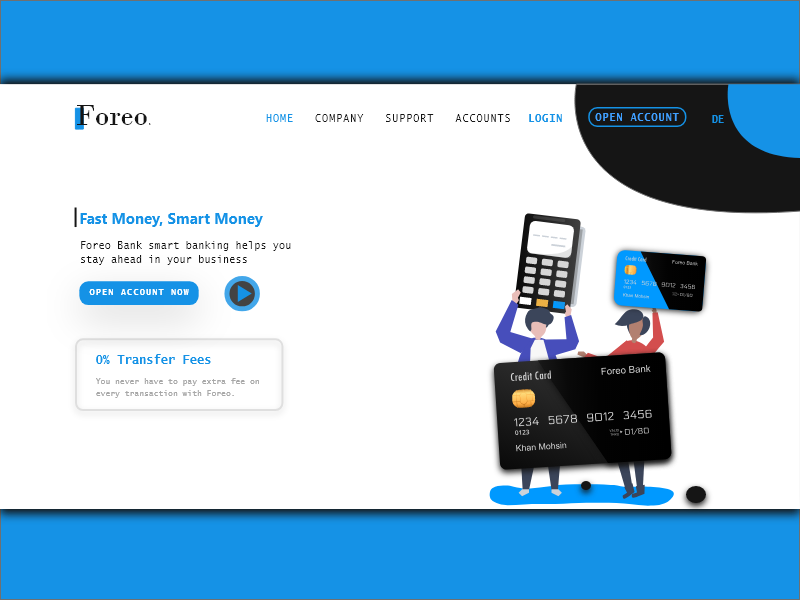 Foreo.
HOME COMPANY SUPPORT ACCOUNTS LOGIN OPEN ACCOUNT DE
Fast Money, Smart Money
Foreo Bank smart banking helps you
stay ahead in your business
OPEN ACCOUNT NOW
0% Transfer Fees
You never have to pay extra fee on
every transaction with Foreo.
Credit Card Foreo Bank
1234 5678 9012 3456
Khan Mohsin
Credit Card Foreo Bank
1234 5678 9012 3456
0123
01/80
Khan Mohsin